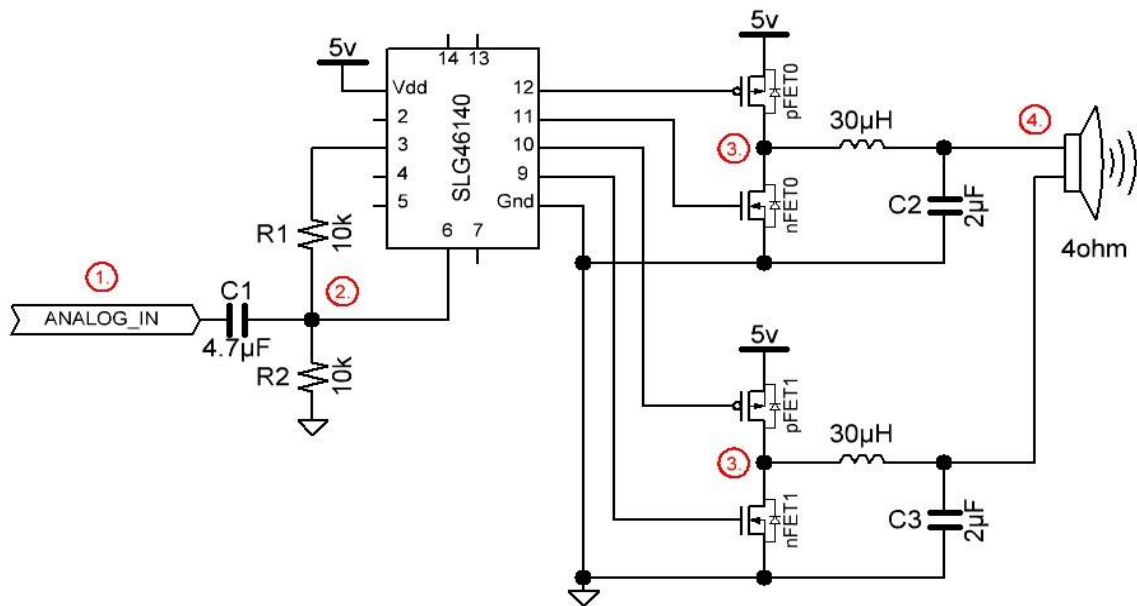 5v
5v
14 13
pFET0
Vdd
12
2
11
30µH
4.
3
10
3.
SLG46140
4
9
nFET0
C2
2µF
5
Gnd
R1
10k
6 7
4ohm
1.
C1
2.
ANALOG_IN
4.7µF
5v
R2
10k
pFET1
30µH
3.
nFET1
C3
2µF